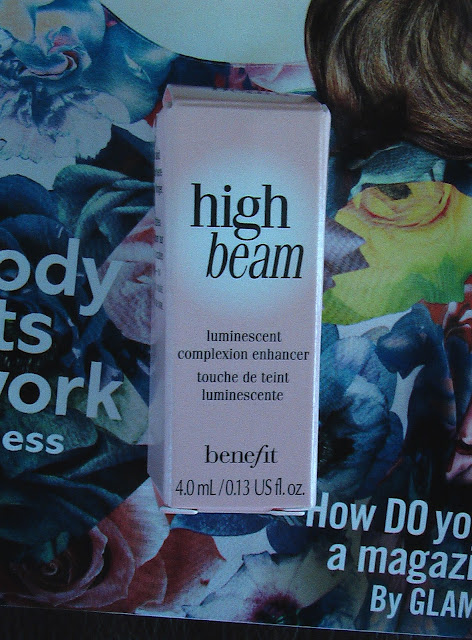 high
beam
luminescent
complexion enhancer
touche de teint
luminescente
benefit
4.0 mL / 0.13 US fl. oz.
ody
ts
work
ess
How DO yo
a magazi
By GLAM